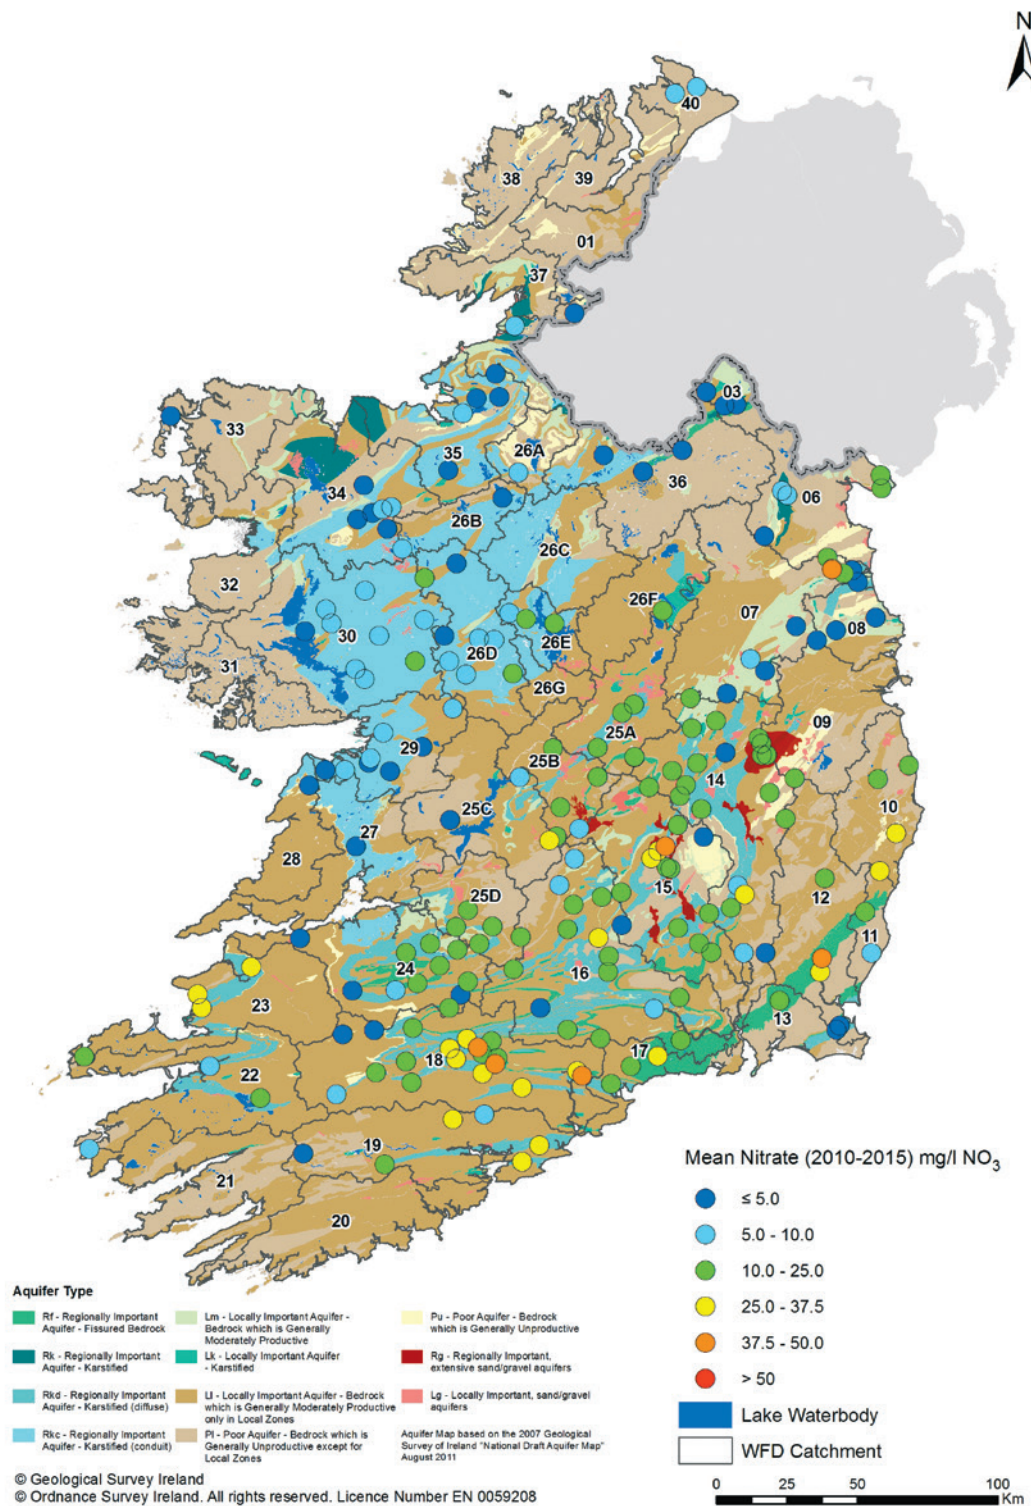 N
40
38
39
01
37
03
33
35
26A
34
36
06
26B
26C
32
26F
07
30
08
26D
26E
31
26G
09
29
25A
25B
14
10
25C
27
28
15
12
25D
11
24
16
23
13
18
17
22
19
21
20
Mean Nitrate (2010-2015) mg/l NO3
≤ 5.0
5.0 - 10.0
10.0 - 25.0
25.0 - 37.5
37.5 - 50.0
> 50
Lake Waterbody
WFD Catchment
0 25 50 100
Km
Aquifer Type
Rf - Regionally Important
Aquifer - Fissured Bedrock
Rk - Regionally Important
Aquifer - Karstified
Rkd - Regionally Important
Aquifer - Karstified (diffuse)
Rkc - Regionally Important
Aquifer - Karstified (conduit)
Lm - Locally Important Aquifer -
Bedrock which is Generally
Moderately Productive
Lk - Locally Important Aquifer
- Karstified
Ll - Locally Important Aquifer - Bedrock
which is Generally Moderately Productive
only in Local Zones
Pl - Poor Aquifer - Bedrock which is
Generally Unproductive except for
Local Zones
Pu - Poor Aquifer - Bedrock
which is Generally Unproductive
Rg - Regionally Important,
extensive sand/gravel aquifers
Lg - Locally Important, sand/gravel
aquifers
Aquifer Map based on the 2007 Geological
Survey of Ireland "National Draft Aquifer Map"
August 2011
© Geological Survey Ireland
© Ordnance Survey Ireland. All rights reserved. Licence Number EN 0059208